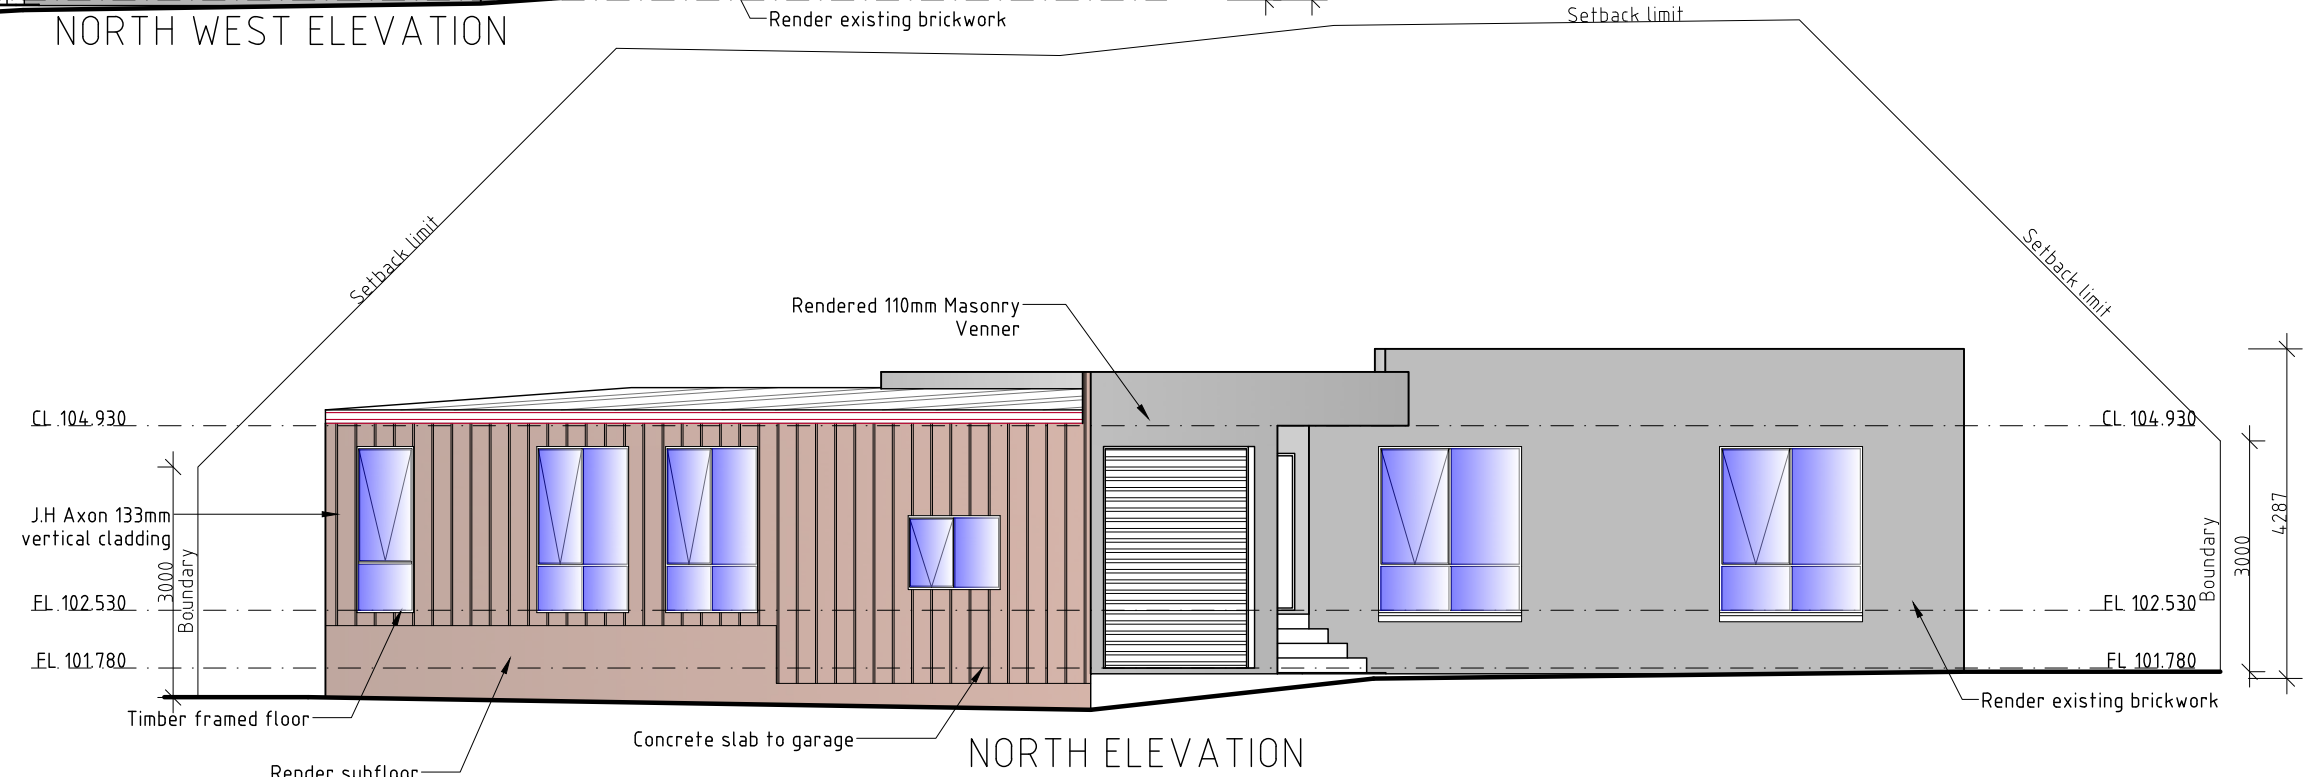 Render existing brickwork
NORTH WEST ELEVATION
Setback limit
Setback limit
Setback limit
Rendered 110mm Masonry
Venner
CL 104.930
CL 104.930
J.H Axon 133mm
vertical cladding
3000
Boundary
4287
3000
Boundary
FL 102.530
FL 102.530
FL 101.780
FL 101.780
Timber framed floor
Render existing brickwork
Concrete slab to garage
NORTH ELEVATION
Render subfloor